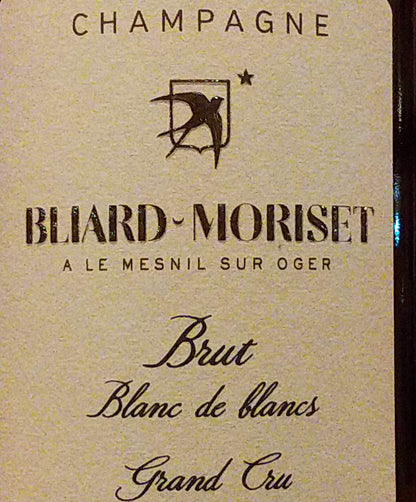 CHAMPAGNE
BLIARD-MORISET
A LE MESNIL SUR OGER
Brut
Blanc de blancs
Grand Cru